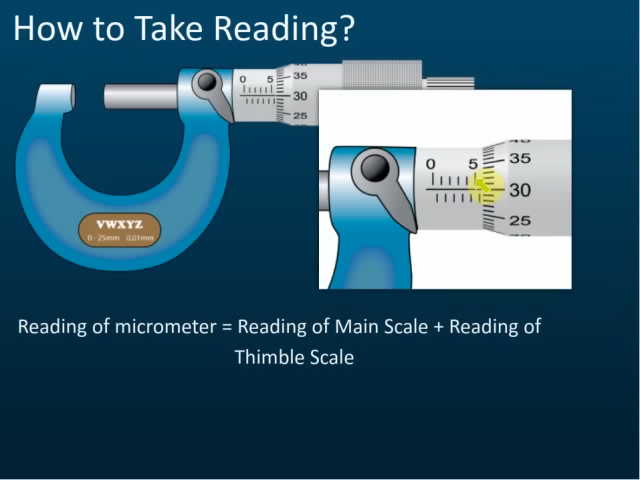 How to Take Reading?
0 5
35
30
25
VWXYZ
0 - 25mm 0,01mm
0 5
35
30
25
Reading of micrometer = Reading of Main Scale + Reading of
Thimble Scale